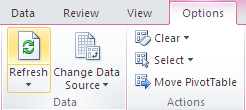 Data Review View Options
Refresh
Change Data
Source
Data
Clear
Select
Move PivotTable
Actions